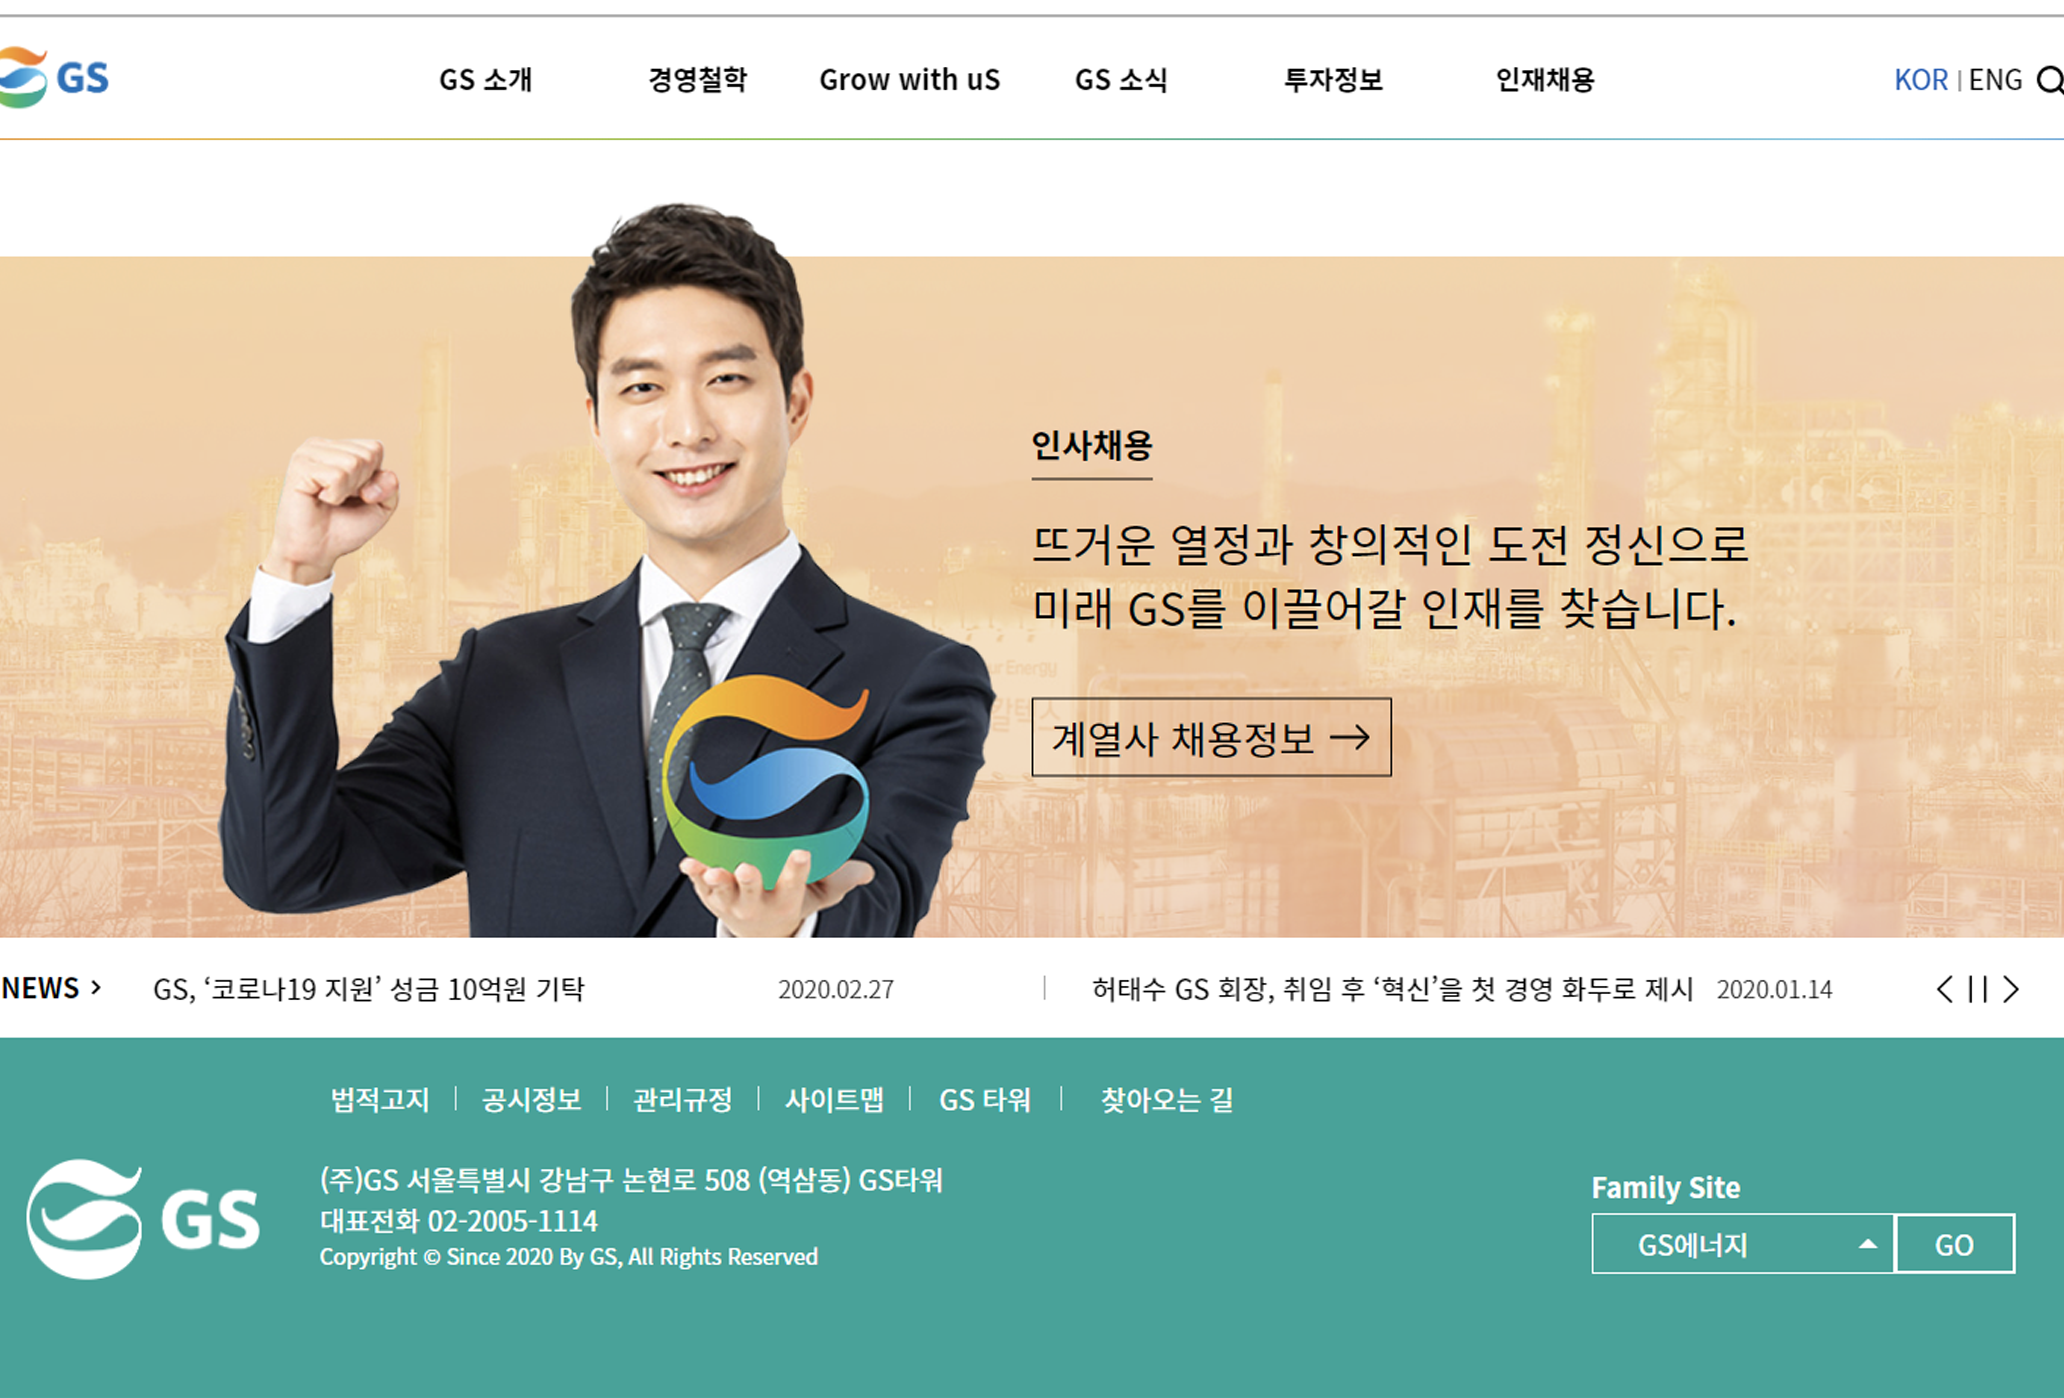 GS
GS 소개
경영철학
Grow with uS
GS 소식
투자정보
인재채용
KOR | ENG
인사채용
뜨거운 열정과 창의적인 도전 정신으로
미래 GS를 이끌어갈 인재를 찾습니다.
계열사 채용정보 →
NEWS >
GS, ‘코로나19 지원’ 성금 10억원 기탁
2020.02.27
허태수 GS 회장, 취임 후 ‘혁신’을 첫 경영 화두로 제시
2020.01.14
법적고지 | 공시정보 | 관리규정 | 사이트맵 | GS 타워 | 찾아오는 길
GS
(주)GS 서울특별시 강남구 논현로 508 (역삼동) GS타워
대표전화 02-2005-1114
Copyright © Since 2020 By GS, All Rights Reserved
Family Site
GS에너지
GO